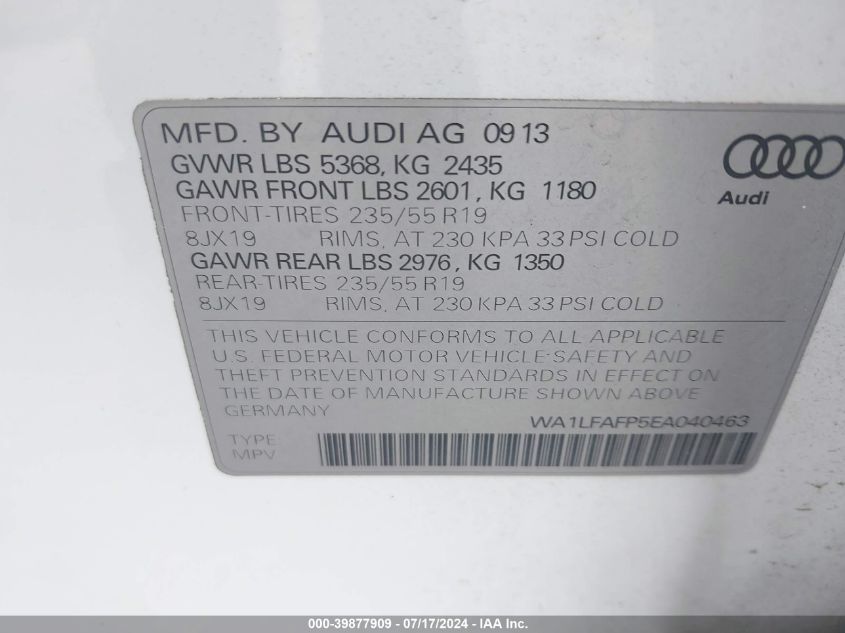 MFD. BY AUDI AG 09 13
GVWR LBS 5368, KG 2435
GAWR FRONT LBS 2601, KG 1180
FRONT-TIRES 235/55 R19
8JX19 RIMS, AT 230 KPA 33 PSI COLD
GAWR REAR LBS 2976, KG 1350
REAR-TIRES 235/55 R19
8JX19 RIMS, AT 230 KPA 33 PSI COLD
Audi
THIS VEHICLE CONFORMS TO ALL APPLICABLE
U.S. FEDERAL MOTOR VEHICLE SAFETY AND
THEFT PREVENTION STANDARDS IN EFFECT ON
THE DATE OF MANUFACTURE SHOWN ABOVE
GERMANY
WA1LFAFP5EA040463
TYPE
MPV
000-39877909 - 07/17/2024 - IAA Inc.